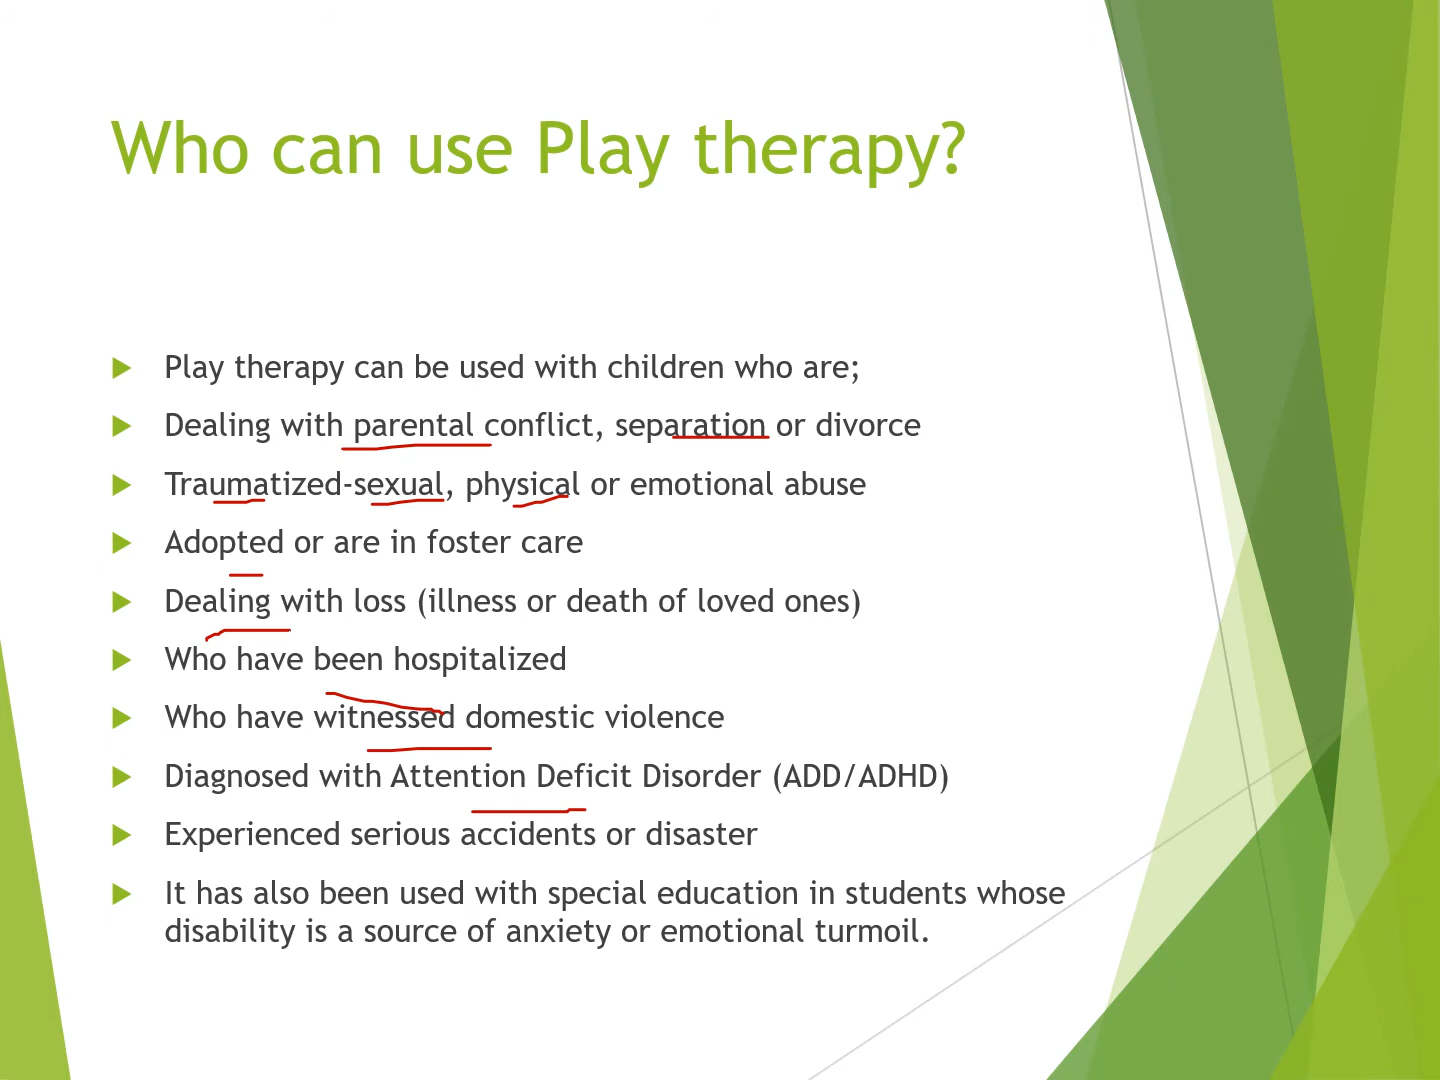 Who can use Play therapy?
Play therapy can be used with children who are;
Dealing with parental conflict, separation or divorce
Traumatized-sexual, physical or emotional abuse
Adopted or are in foster care
Dealing with loss (illness or death of loved ones)
Who have been hospitalized
Who have witnessed domestic violence
Diagnosed with Attention Deficit Disorder (ADD/ADHD)
Experienced serious accidents or disaster
It has also been used with special education in students whose
disability is a source of anxiety or emotional turmoil.